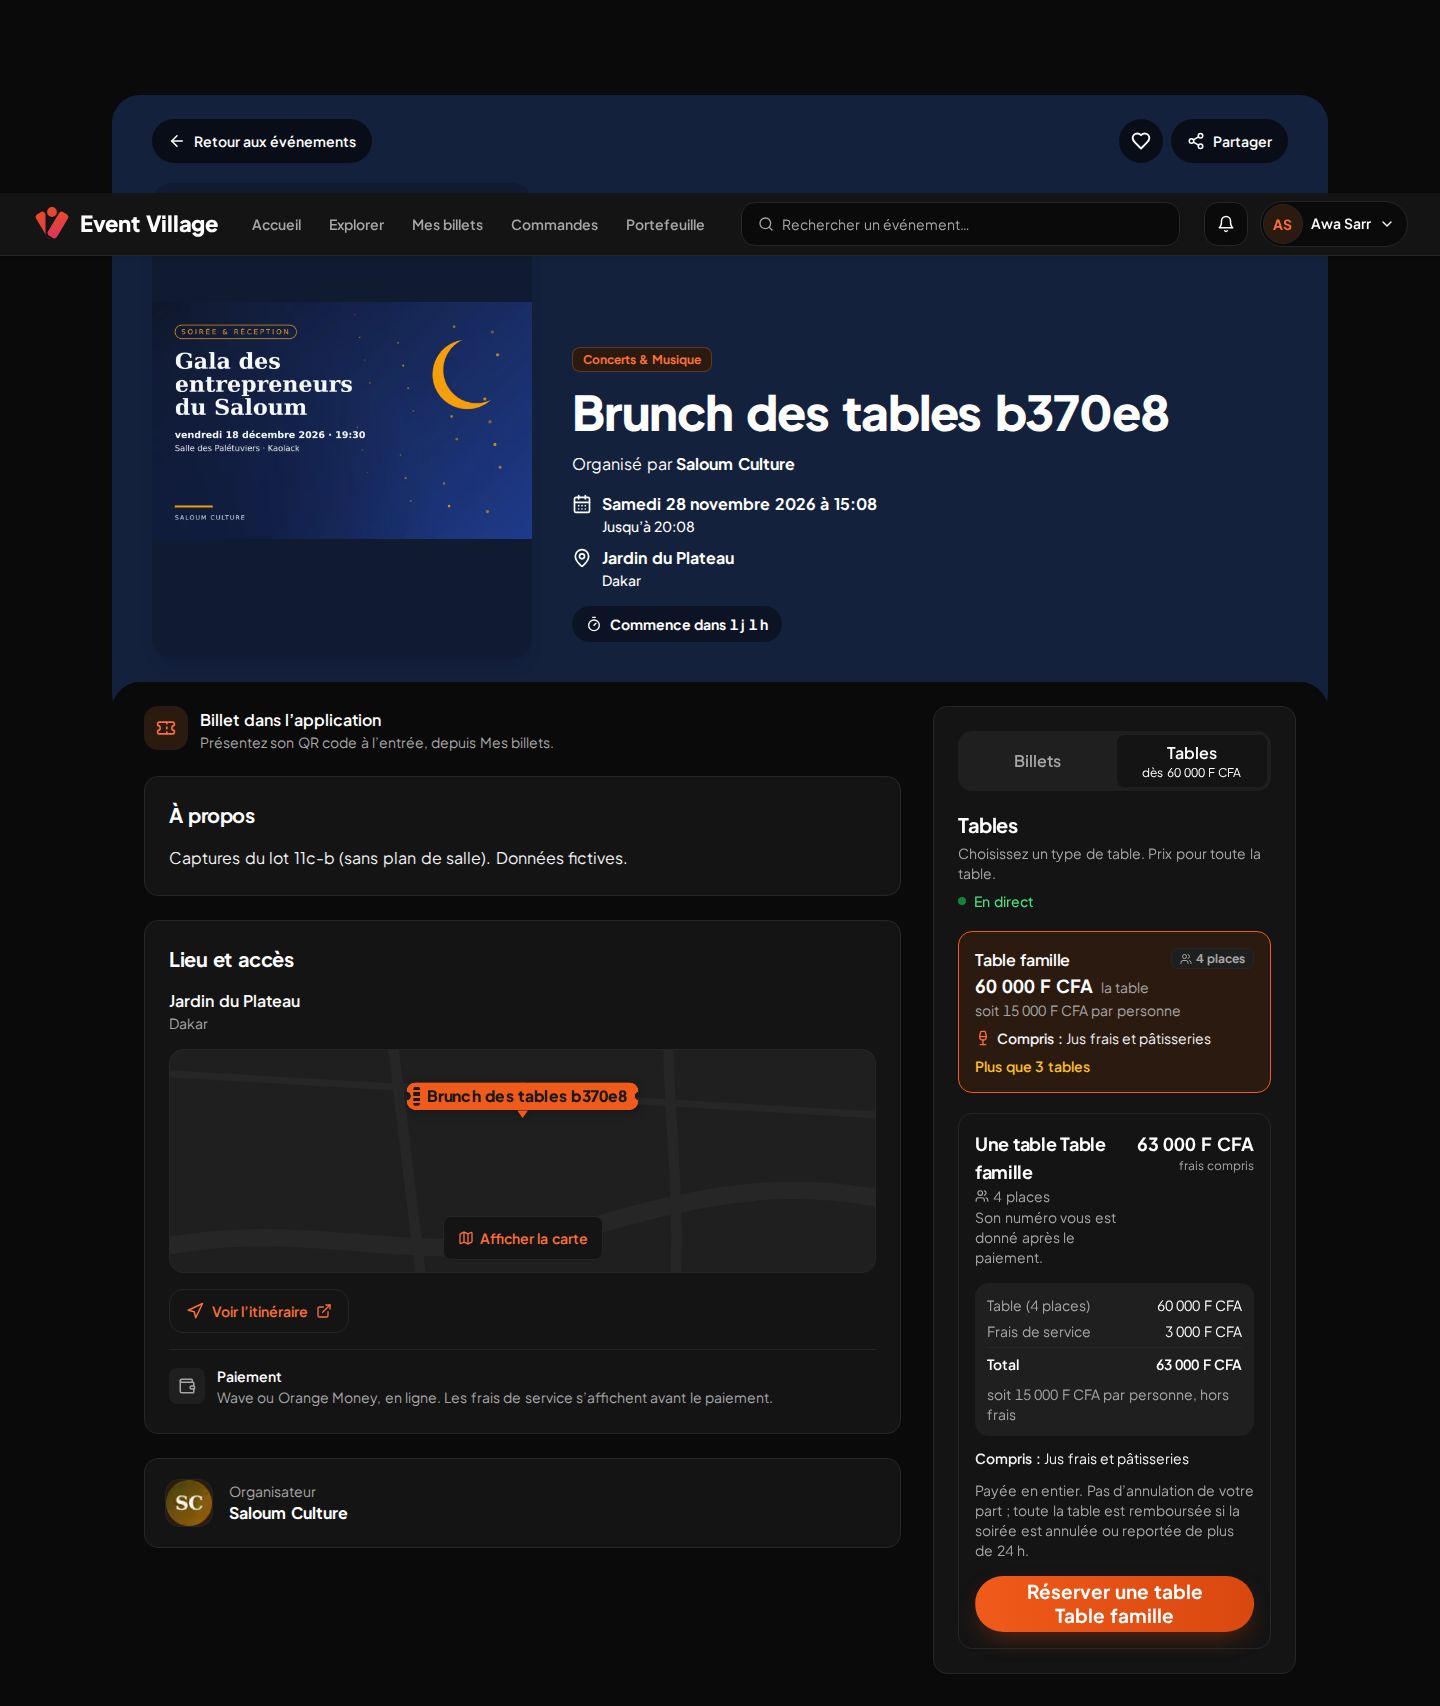 Retour aux événements
Partager
Event Village
Accueil
Explorer
Mes billets
Commandes
Portefeuille
Rechercher un événement…
AS
Awa Sarr
SOIRÉE & RÉCEPTION
Gala des
entrepreneurs
du Saloum
vendredi 18 décembre 2026 · 19:30
Salle des Palétuviers · Kaolack
SALOUM CULTURE
Concerts & Musique
Brunch des tables b370e8
Organisé par Saloum Culture
Samedi 28 novembre 2026 à 15:08
Jusqu’à 20:08
Jardin du Plateau
Dakar
Commence dans 1 j 1 h
Billet dans l’application
Présentez son QR code à l’entrée, depuis Mes billets.
À propos
Captures du lot 11c-b (sans plan de salle). Données fictives.
Lieu et accès
Jardin du Plateau
Dakar
Brunch des tables b370e8
Afficher la carte
Voir l’itinéraire
Paiement
Wave ou Orange Money, en ligne. Les frais de service s’affichent avant le paiement.
SC
Organisateur
Saloum Culture
Billets
Tables
dès 60 000 F CFA
Tables
Choisissez un type de table. Prix pour toute la
table.
En direct
Table famille
4 places
60 000 F CFA la table
soit 15 000 F CFA par personne
Compris : Jus frais et pâtisseries
Plus que 3 tables
Une table Table
famille
63 000 F CFA
frais compris
4 places
Son numéro vous est
donné après le
paiement.
Table (4 places) 60 000 F CFA
Frais de service 3 000 F CFA
Total 63 000 F CFA
soit 15 000 F CFA par personne, hors
frais
Compris : Jus frais et pâtisseries
Payée en entier. Pas d’annulation de votre
part ; toute la table est remboursée si la
soirée est annulée ou reportée de plus
de 24 h.
Réserver une table
Table famille